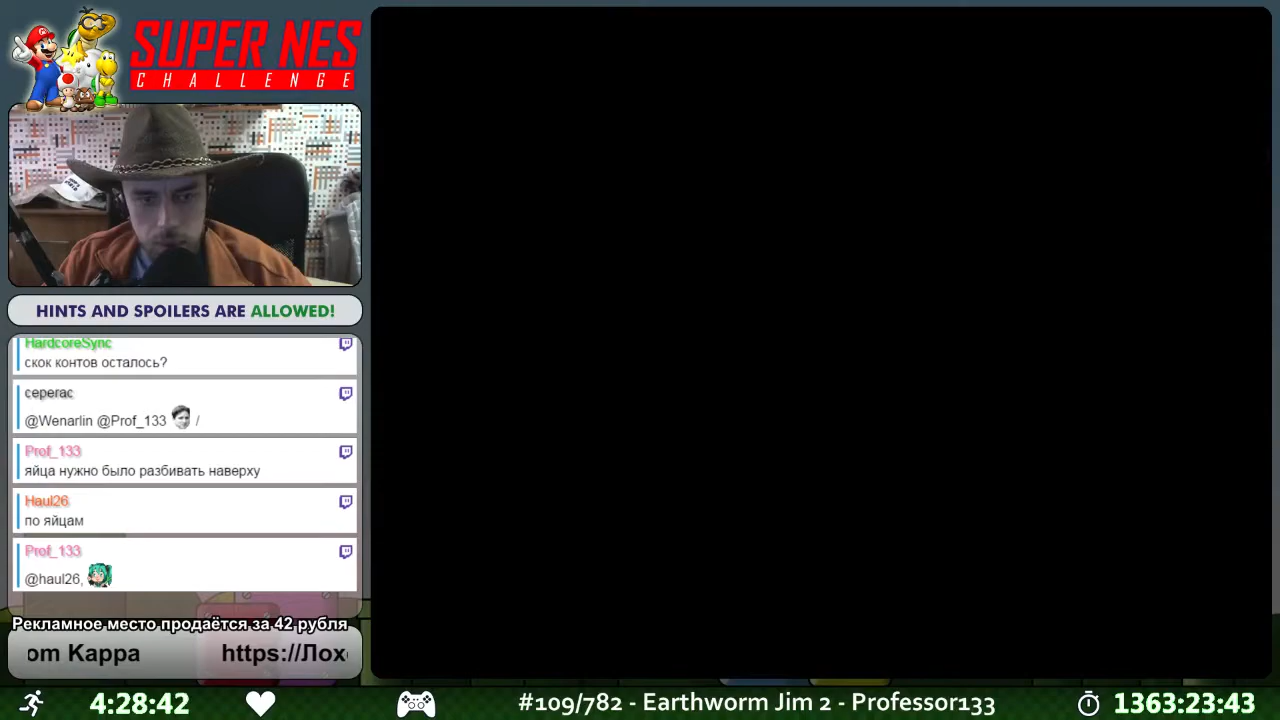 SUPER NES
CHALLENGE
HINTS AND SPOILERS ARE ALLOWED!
HardcoreSync
скок контов осталось?
ceperac
@Wenarlin @Prof_133 /
Prof_133
яйца нужно было разбивать наверху
Haul26
по яйцам
Prof_133
@haul26,
Рекламное место продаётся за 42 рубля
om Kappa https://Лох
4:28:42 #109/782 - Earthworm Jim 2 - Professor133 1363:23:43